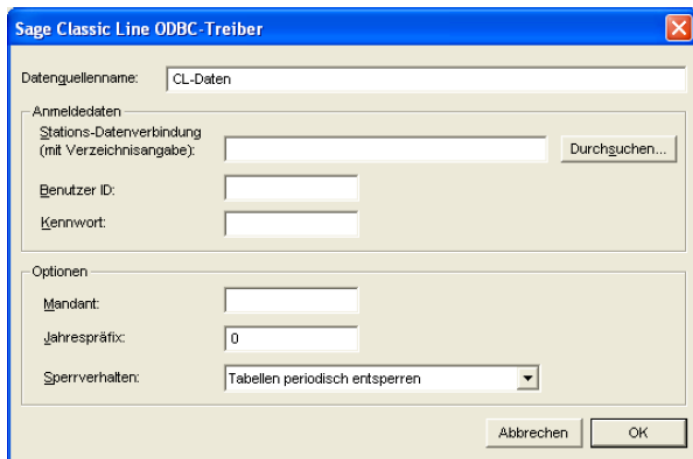 Sage Classic Line ODBC-Treiber
Datenquellenname: CL-Daten
Anmeldedaten
Stations-Datenverbindung
(mit Verzeichnisangabe): Durchsuchen...
Benutzer ID:
Kennwort:
Optionen
Mandant:
Jahrespräfix: 0
Sperrverhalten: Tabellen periodisch entsperren
Abbrechen OK